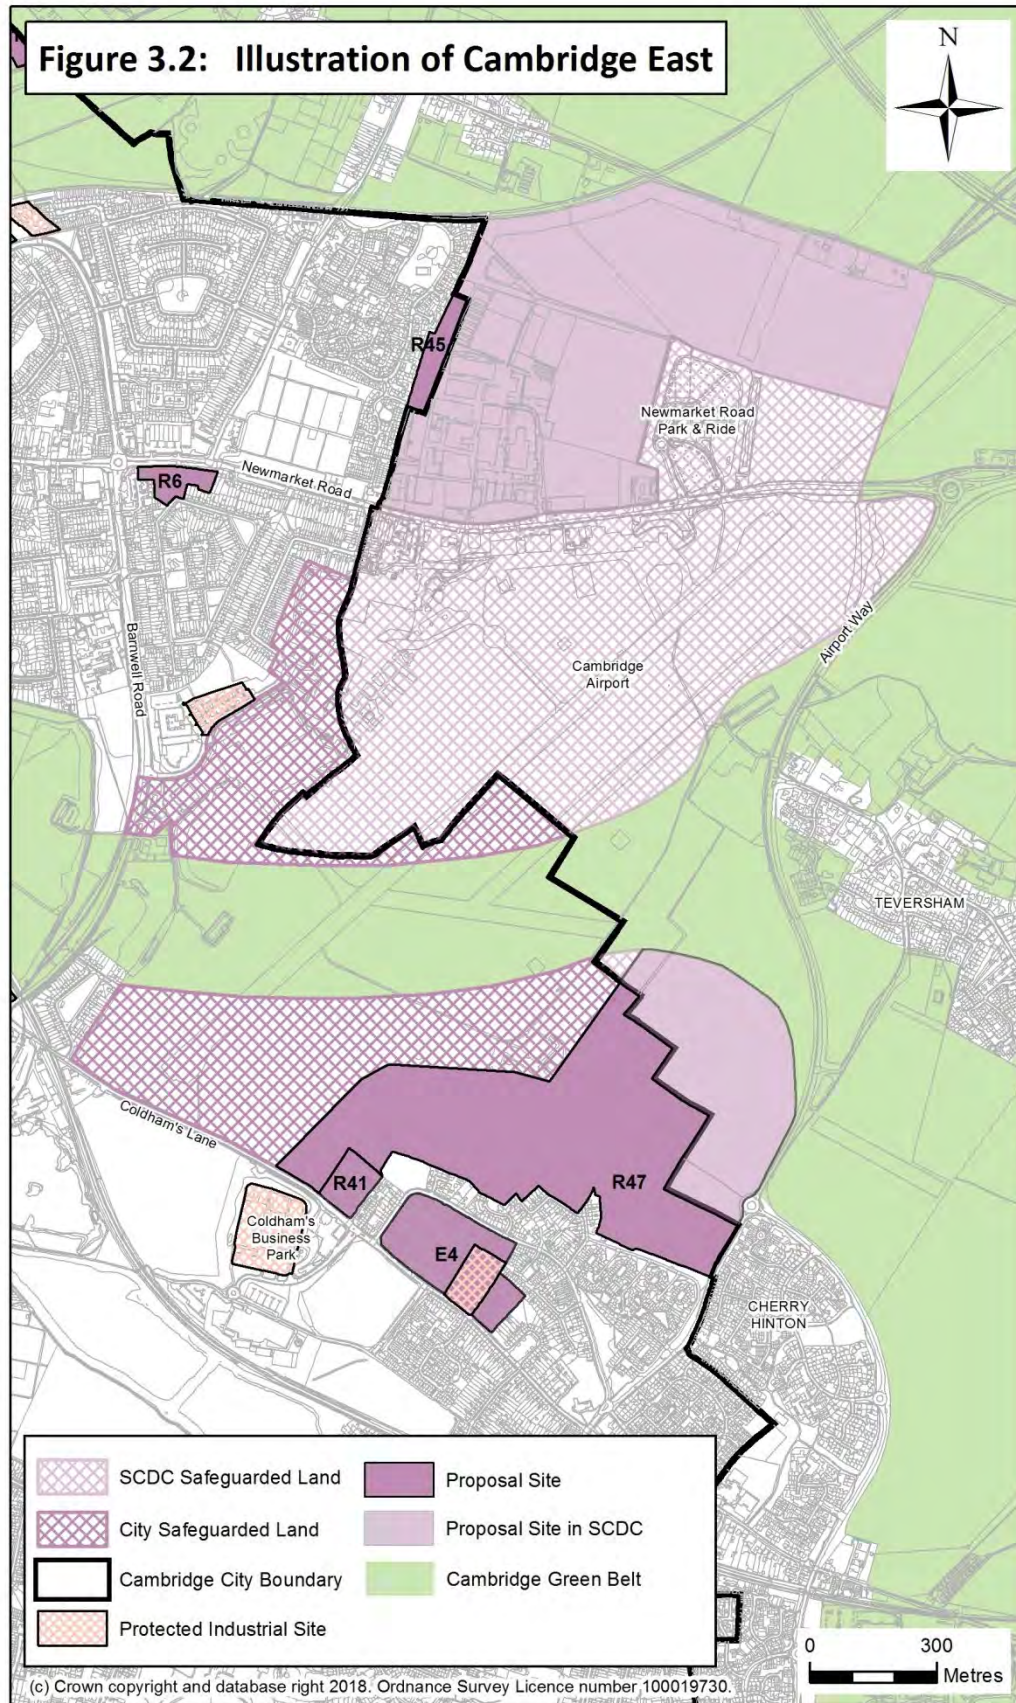 Figure 3.2: Illustration of Cambridge East
N
R45
Newmarket Road
Park & Ride
R6
Newmarket Road
Barnwell Road
Airport Way
Cambridge
Airport
TEVERSHAM
Coldham's Lane
R41
R47
Coldham's
Business
Park
E4
CHERRY
HINTON
SCDC Safeguarded Land
City Safeguarded Land
Cambridge City Boundary
Protected Industrial Site
Proposal Site
Proposal Site in SCDC
Cambridge Green Belt
0 300
Metres
(c) Crown copyright and database right 2018. Ordnance Survey Licence number 100019730.